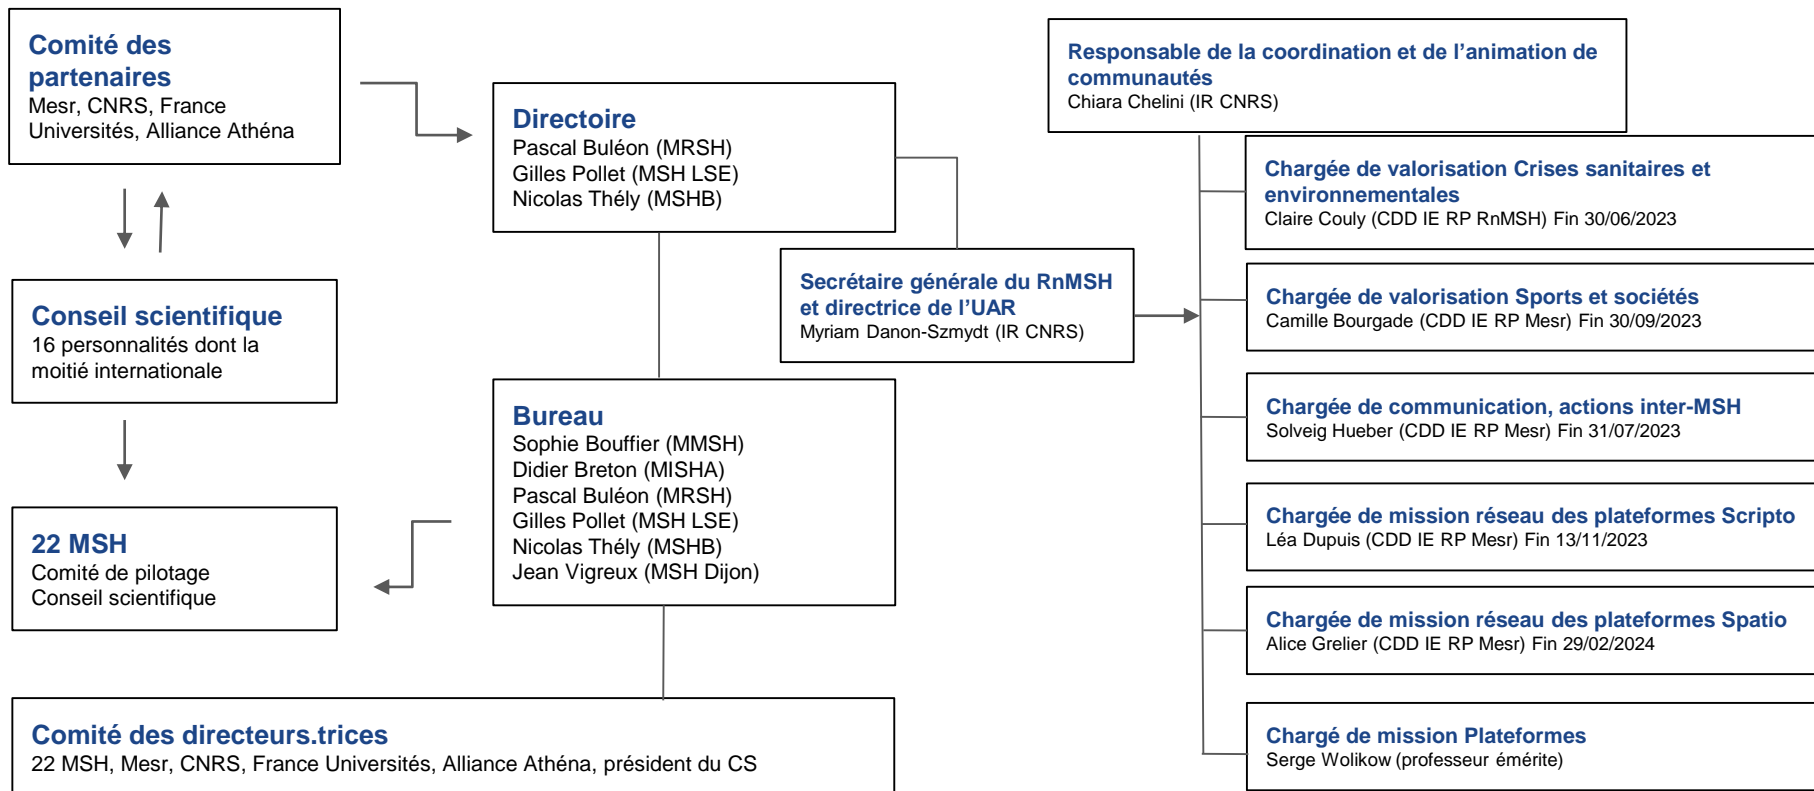 Comité des
partenaires
Mesr, CNRS, France
Universités, Alliance Athéna
Conseil scientifique
16 personnalités dont la
moitié internationale
22 MSH
Comité de pilotage
Conseil scientifique
Directoire
Pascal Buléon (MRSH)
Gilles Pollet (MSH LSE)
Nicolas Thély (MSHB)
Secrétaire générale du RnMSH
et directrice de l’UAR
Myriam Danon-Szmydt (IR CNRS)
Bureau
Sophie Bouffier (MMSH)
Didier Breton (MISHA)
Pascal Buléon (MRSH)
Gilles Pollet (MSH LSE)
Nicolas Thély (MSHB)
Jean Vigreux (MSH Dijon)
Comité des directeurs.trices
22 MSH, Mesr, CNRS, France Universités, Alliance Athéna, président du CS
Responsable de la coordination et de l’animation de
communautés
Chiara Chelini (IR CNRS)
Chargée de valorisation Crises sanitaires et
environnementales
Claire Couly (CDD IE RP RnMSH) Fin 30/06/2023
Chargée de valorisation Sports et sociétés
Camille Bourgade (CDD IE RP Mesr) Fin 30/09/2023
Chargée de communication, actions inter-MSH
Solveig Hueber (CDD IE RP Mesr) Fin 31/07/2023
Chargée de mission réseau des plateformes Scripto
Léa Dupuis (CDD IE RP Mesr) Fin 13/11/2023
Chargée de mission réseau des plateformes Spatio
Alice Grelier (CDD IE RP Mesr) Fin 29/02/2024
Chargé de mission Plateformes
Serge Wolikow (professeur émérite)